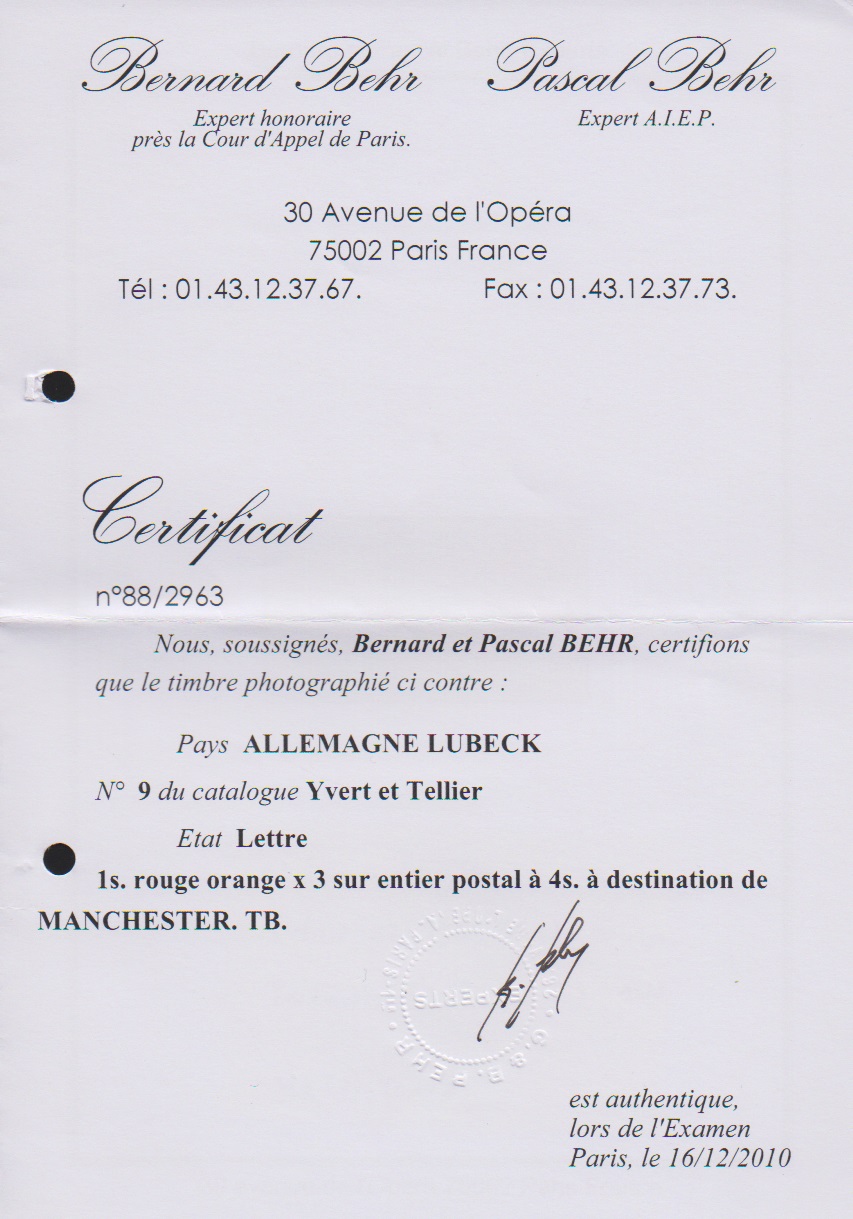 Bernard Behr Pascal Behr
Expert honoraire Expert A.I.E.P.
près la Cour d'Appel de Paris.
30 Avenue de l'Opéra
75002 Paris France
Tél : 01.43.12.37.67. Fax : 01.43.12.37.73.
Certificat
n°88/2963
Nous, soussignés, Bernard et Pascal BEHR, certifions
que le timbre photographié ci contre :
Pays ALLEMAGNE LUBECK
N° 9 du catalogue Yvert et Tellier
Etat Lettre
1s. rouge orange x 3 sur entier postal à 4s. à destination de
MANCHESTER. TB.
EXPERTS
est authentique,
lors de l'Examen
Paris, le 16/12/2010